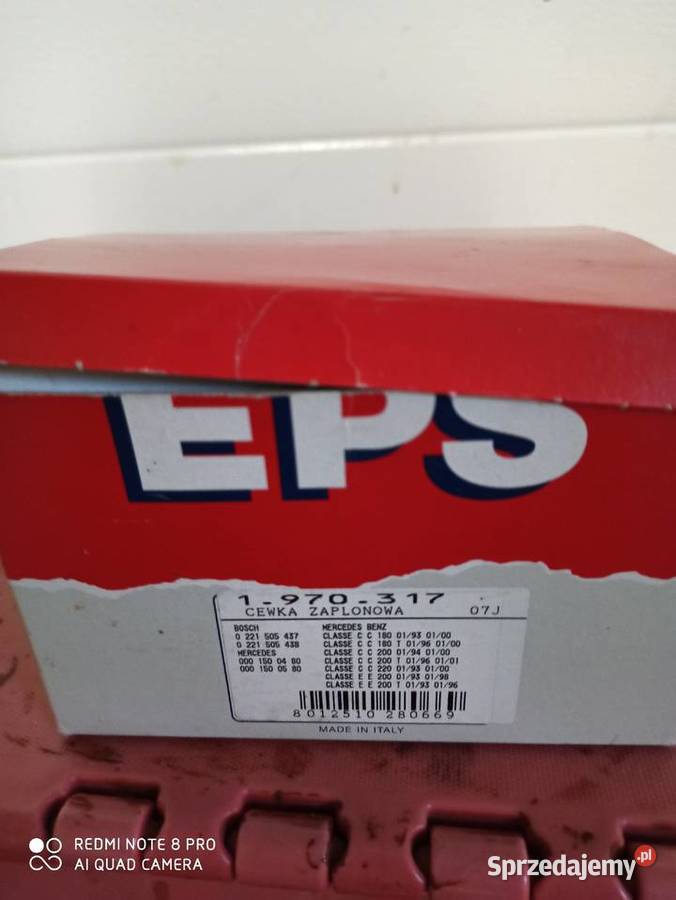 EPS
1-970.317
CEWKA ZAPLONOWA 07J
BOSCH
0 221 505 437
0 221 505 438
MERCEDES
000 150 04 80
000 150 05 80
MERCEDES BENZ
CLASSE C C 180 01/93 01/00
CLASSE C C 180 T 01/96 01/00
CLASSE C C 200 01/94 01/00
CLASSE C C 200 T 01/96 01/01
CLASSE C C 220 01/93 01/00
CLASSE E E 200 01/93 01/98
CLASSE E E 200 T 01/93 01/96
8012510 280669
MADE IN ITALY
REDMI NOTE 8 PRO
AI QUAD CAMERA
Sprzedajemy.pl